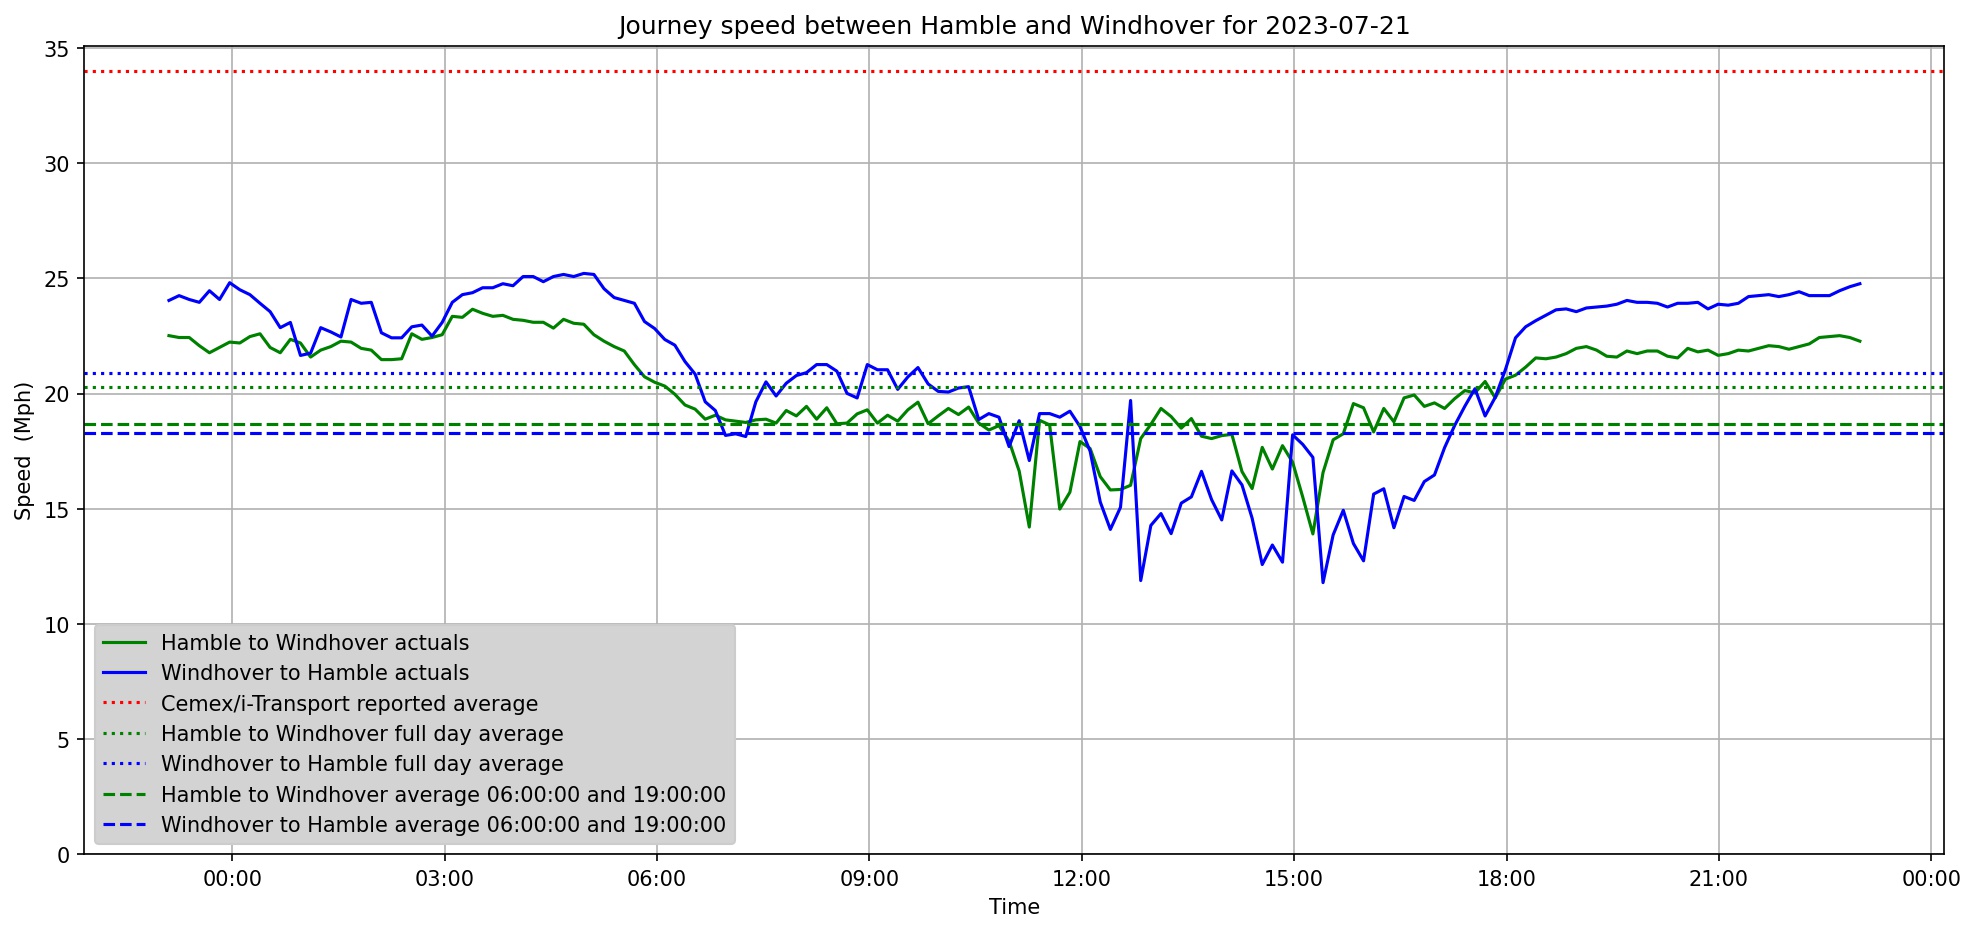 Journey speed between Hamble and Windhover for 2023-07-21
35
30
25
20
15
10
5
0
Speed (Mph)
Hamble to Windhover actuals
Windhover to Hamble actuals
Cemex/i-Transport reported average
Hamble to Windhover full day average
Windhover to Hamble full day average
Hamble to Windhover average 06:00:00 and 19:00:00
Windhover to Hamble average 06:00:00 and 19:00:00
00:00 03:00 06:00 09:00 12:00 15:00 18:00 21:00 00:00
Time